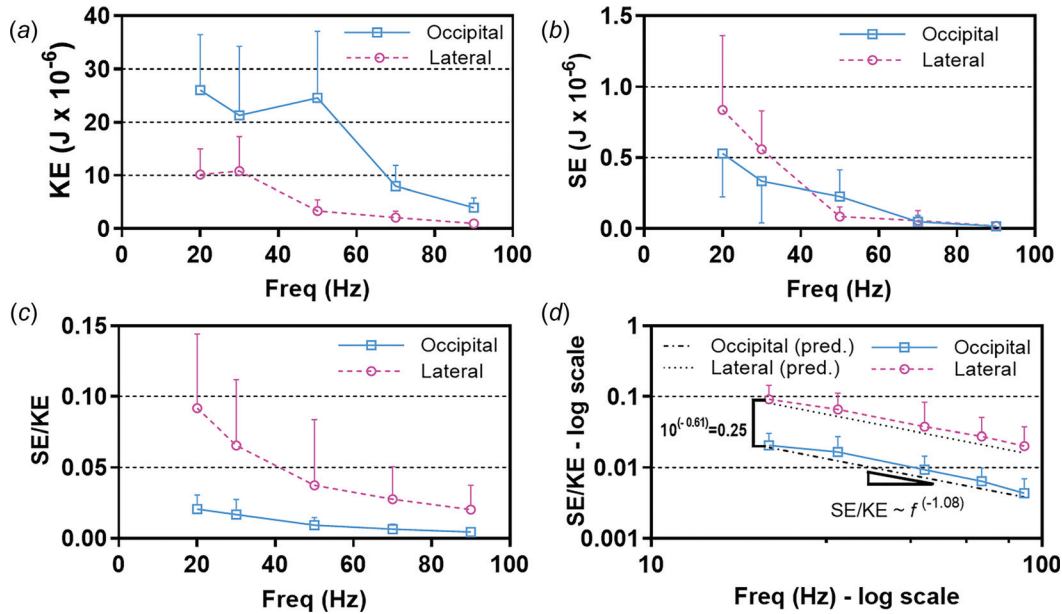 (a)
40
30
20
10
0
KE (J x 10⁻⁶)
Occipital
Lateral
0 20 40 60 80 100
Freq (Hz)
(b)
1.5
1.0
0.5
0.0
SE (J x 10⁻⁶)
Occipital
Lateral
0 20 40 60 80 100
Freq (Hz)
(c)
0.15
0.10
0.05
0.00
SE/KE
Occipital
Lateral
0 20 40 60 80 100
Freq (Hz)
(d)
1
0.1
0.01
0.001
SE/KE - log scale
Occipital (pred.)
Lateral (pred.)
Occipital
Lateral
10(-0.61)=0.25
SE/KE ~ f (-1.08)
10 100
Freq (Hz) - log scale